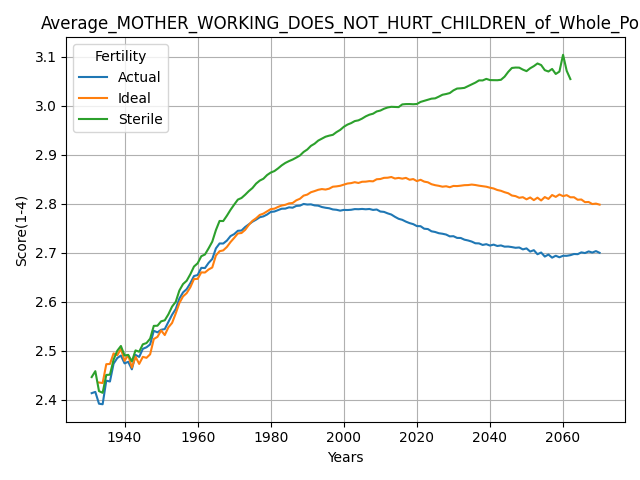 Average_MOTHER_WORKING_DOES_NOT_HURT_CHILDREN_of_Whole_Po
Fertility
Actual
Ideal
Sterile
Score(1-4)
3.1
3.0
2.9
2.8
2.7
2.6
2.5
2.4
1940 1960 1980 2000 2020 2040 2060
Years